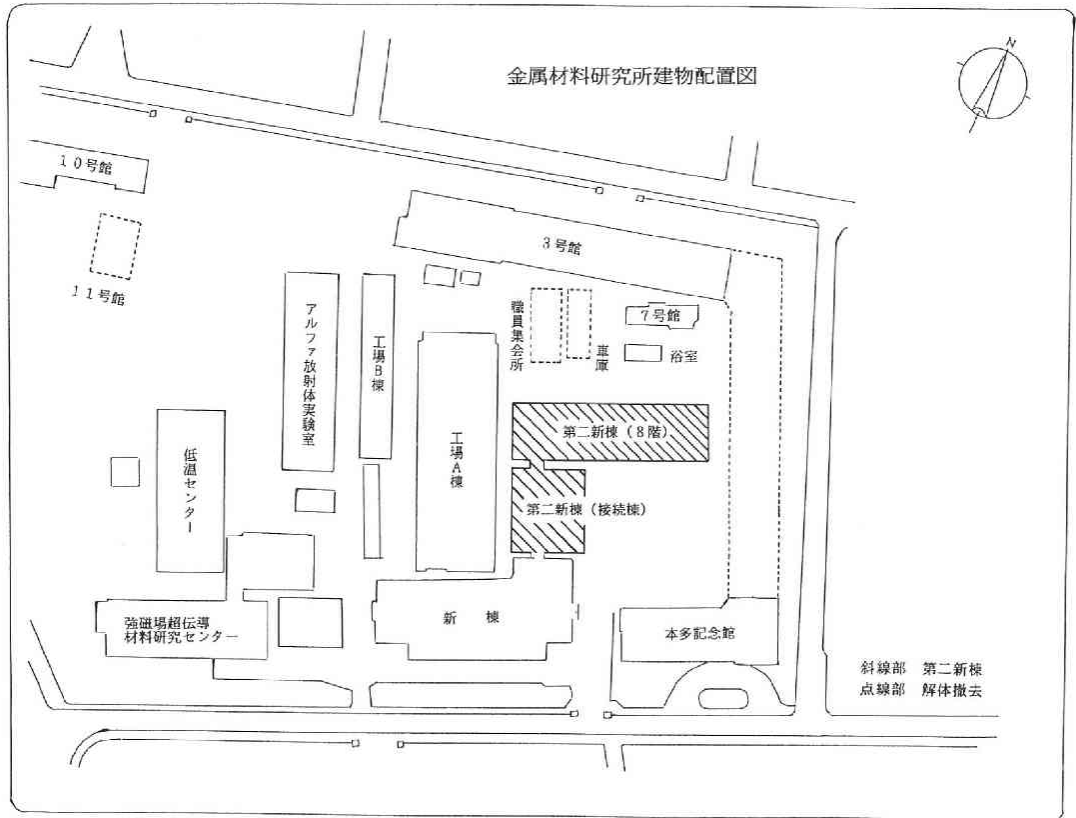 金属材料研究所建物配置図
N
10号館
11号館
3号館
職員集会所
車庫
7号館
浴室
アルファ放射体実験室
工場B棟
工場A棟
第二新棟(8階)
第二新棟(接続棟)
低温センター
強磁場超伝導
材料研究センター
新 棟
本多記念館
斜線部 第二新棟
点線部 解体撤去